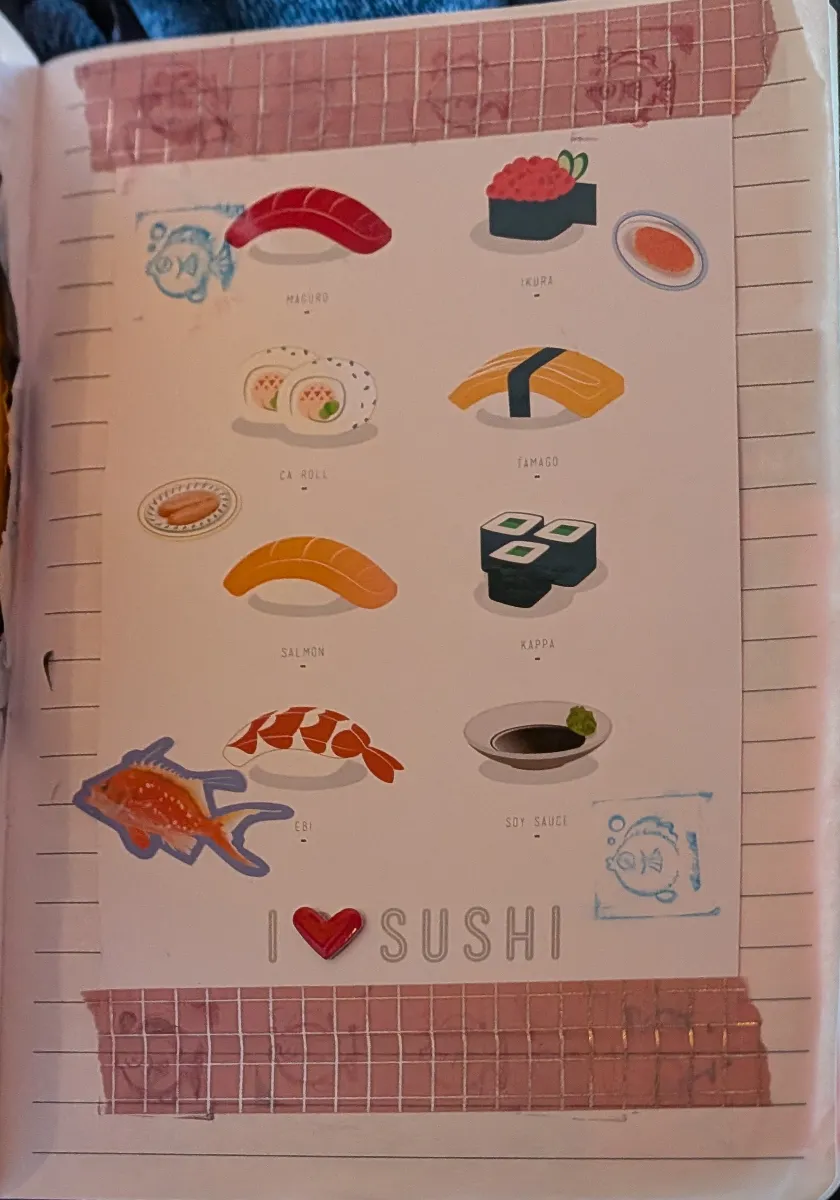 MAGURO
IKURA
CA ROLL
TAMAGO
SALMON
KAPPA
EBI
SOY SAUCE
I ❤ SUSHI